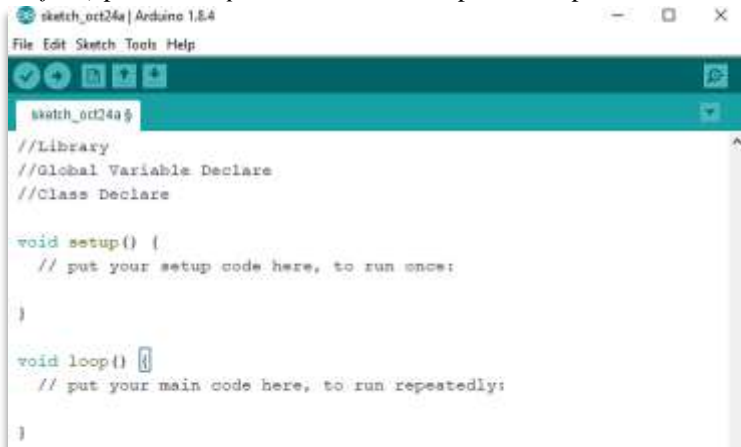 sketch_oct24a | Arduino 1.8.4
File Edit Sketch Tools Help
sketch_oct24a §
//Library
//Global Variable Declare
//Class Declare
void setup() {
// put your setup code here, to run once:
}
void loop() {
// put your main code here, to run repeatedly:
}